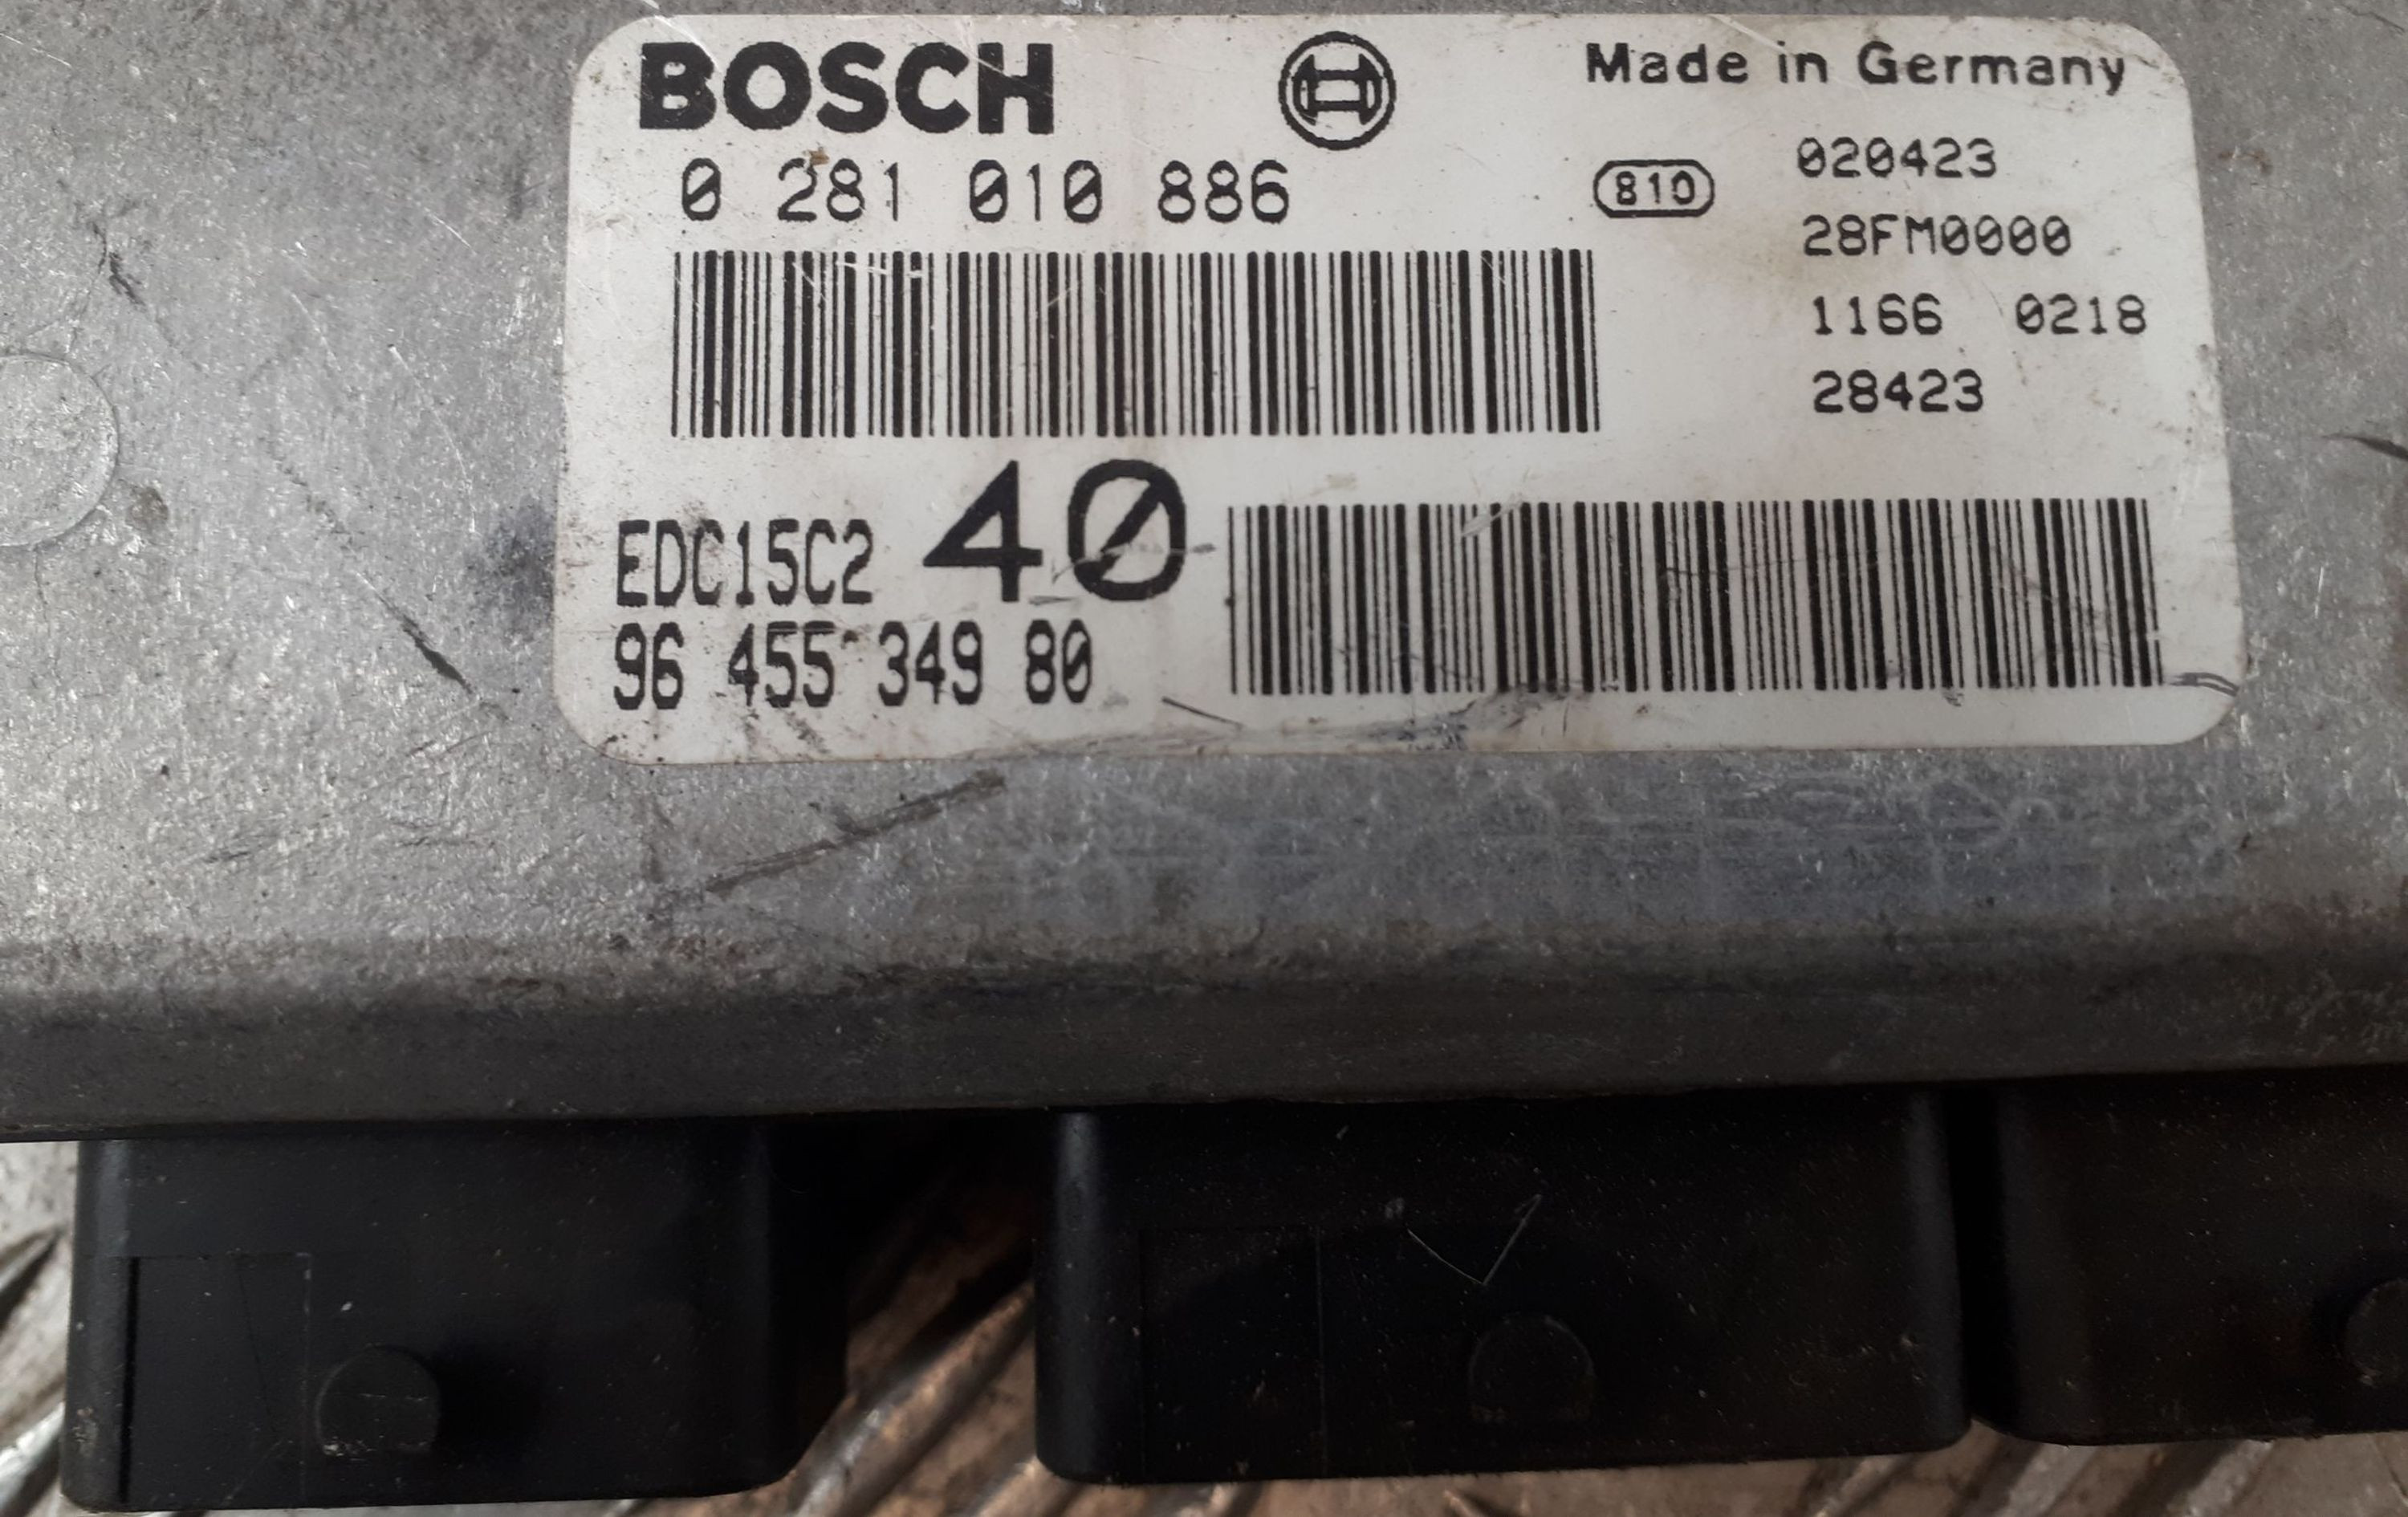 BOSCH
Made in Germany
0 281 010 886
810
020423
28FM0000
1166 0218
28423
EDC15C2 40
96 455 349 80